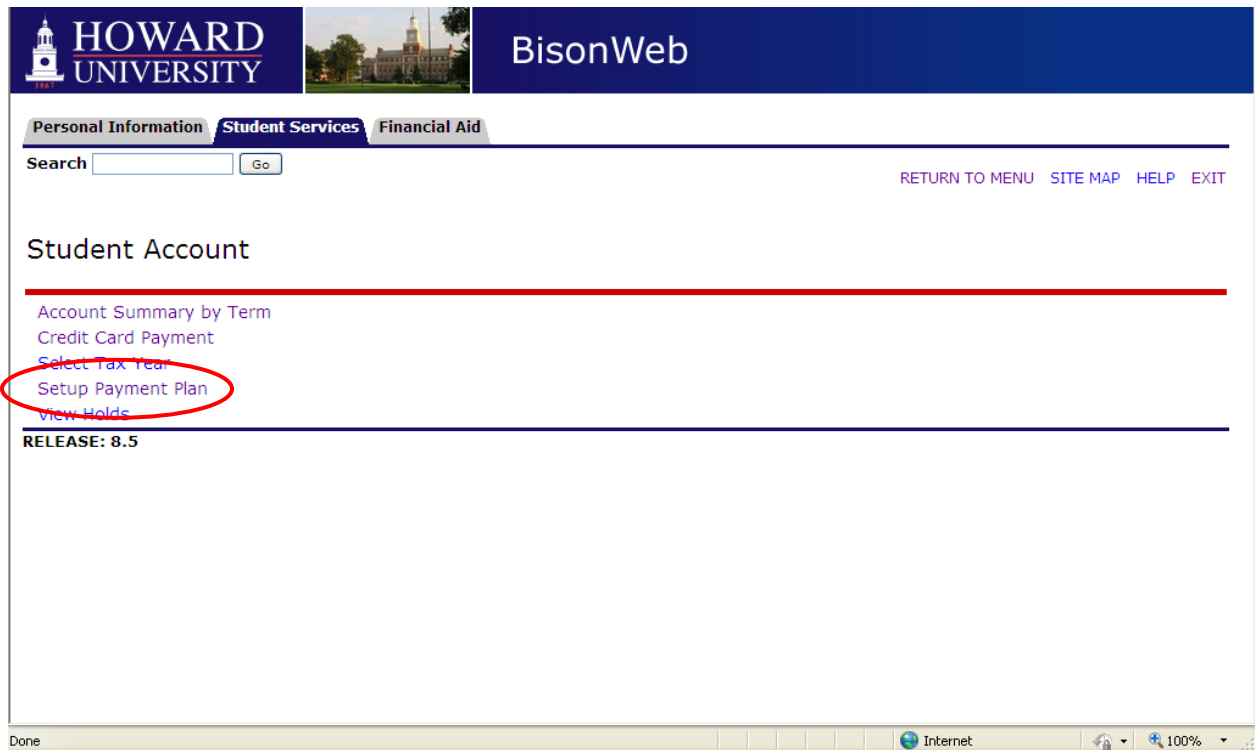 HOWARD
UNIVERSITY
1867
BisonWeb
Personal Information Student Services Financial Aid
Search Go
RETURN TO MENU SITE MAP HELP EXIT
Student Account
Account Summary by Term
Credit Card Payment
Select Tax Year
Setup Payment Plan
View Holds
RELEASE: 8.5
Done Internet 100%